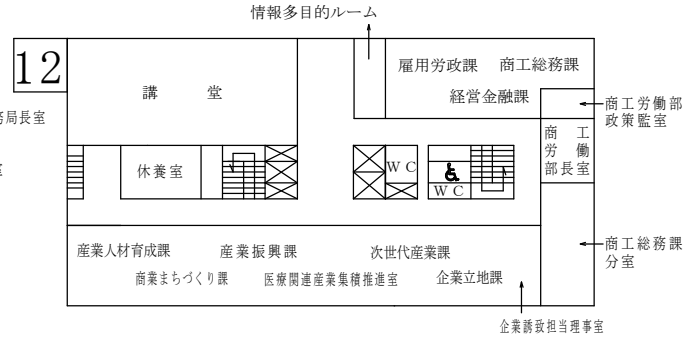 情報多目的ルーム
12
雇用労政課 商工総務課
講 堂
経営金融課
商工労働部
政策監室
務局長室
商 工
労 働
部長室
室
休養室
W C
W C
産業人材育成課 産業振興課 次世代産業課
商工総務課
分室
商業まちづくり課 医療関連産業集積推進室 企業立地課
企業誘致担当理事室